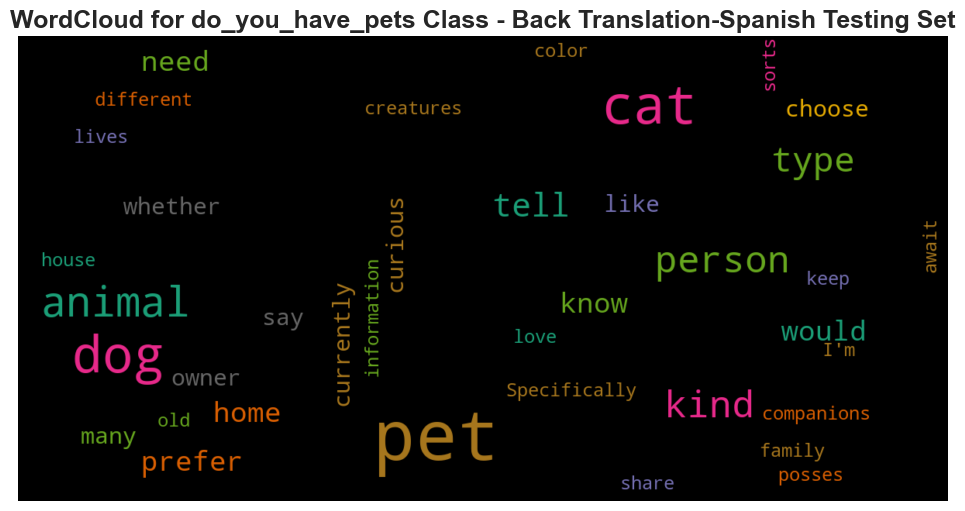 WordCloud for do_you_have_pets Class - Back Translation-Spanish Testing Set
color
sorts
need
different
creatures
cat
choose
lives
type
whether
curious
tell
like
await
house
information
person
keep
animal
currently
say
know
would
love
I'm
dog
owner
Specifically
kind
companions
home
old
many
pet
family
prefer
posses
share